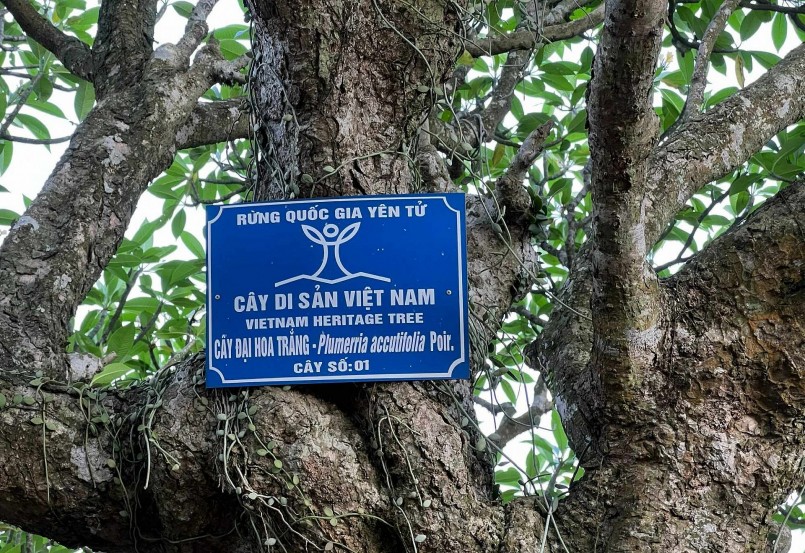 RỪNG QUỐC GIA YÊN TỬ
CÂY DI SẢN VIỆT NAM
VIETNAM HERITAGE TREE
CÂY ĐẠI HOA TRẮNG - Plumerria accutifolia Poir.
CÂY SỐ: 01